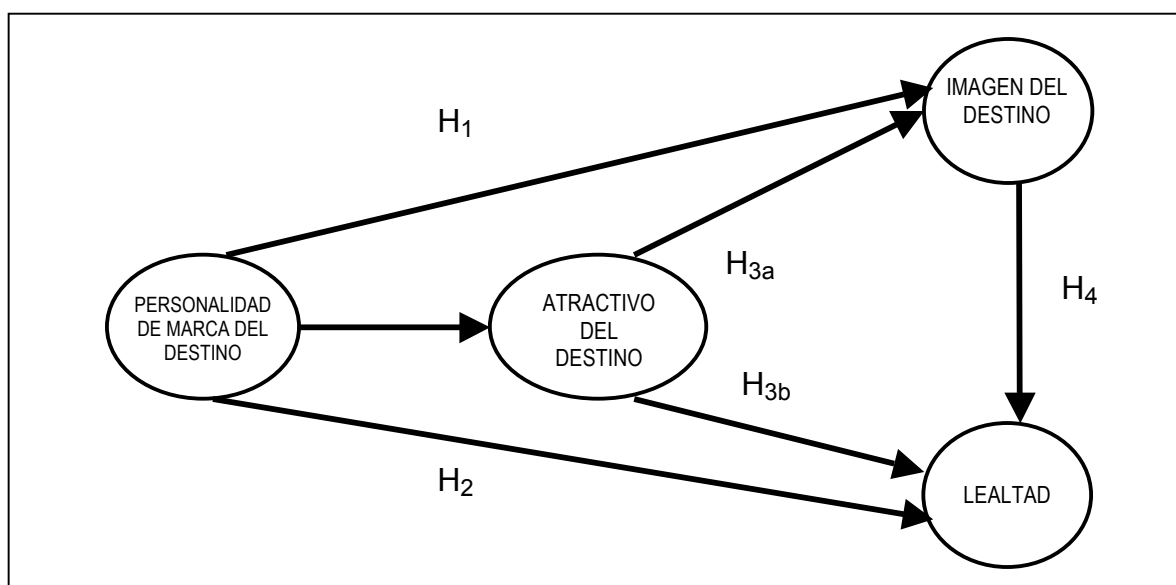 IMAGEN DEL
DESTINO
H1
H3a
PERSONALIDAD
DE MARCA DEL
DESTINO
ATRACTIVO
DEL
DESTINO
H4
H3b
H2
LEALTAD